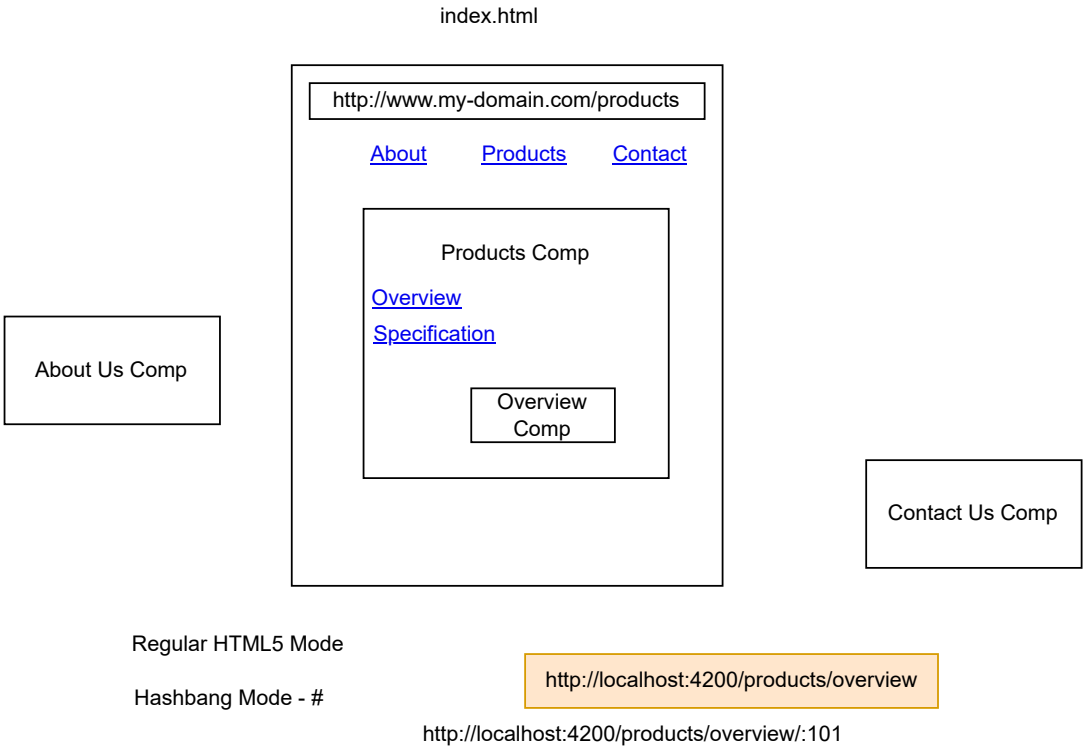 index.html
http://www.my-domain.com/products
About Products Contact
Products Comp
Overview
Specification
About Us Comp
Overview
Comp
Contact Us Comp
Regular HTML5 Mode
http://localhost:4200/products/overview
Hashbang Mode - #
http://localhost:4200/products/overview/:101